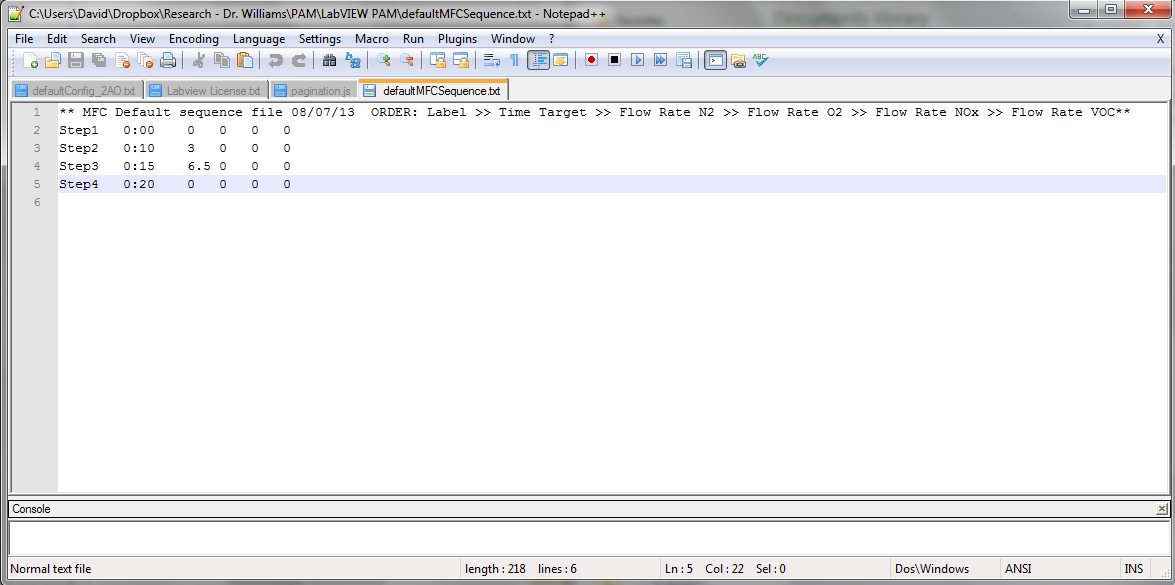 C:\Users\David\Dropbox\Research - Dr. Williams\PAM\LabVIEW PAM\defaultMFCSequence.txt - Notepad++
Documents library
File Edit Search View Encoding Language Settings Macro Run Plugins Window ? X
defaultConfig_2AO.txt Labview License.txt pagination.js defaultMFCSequence.txt
1 ** MFC Default sequence file 08/07/13  ORDER: Label >> Time Target >> Flow Rate N2 >> Flow Rate O2 >> Flow Rate NOx >> Flow Rate VOC**
2 Step1 0:00 0 0 0 0
3 Step2 0:10 3 0 0 0
4 Step3 0:15 6.5 0 0 0
5 Step4 0:20 0 0 0 0
6
Console
Normal text file length : 218 lines : 6 Ln : 5 Col : 22 Sel : 0 Dos\Windows ANSI INS